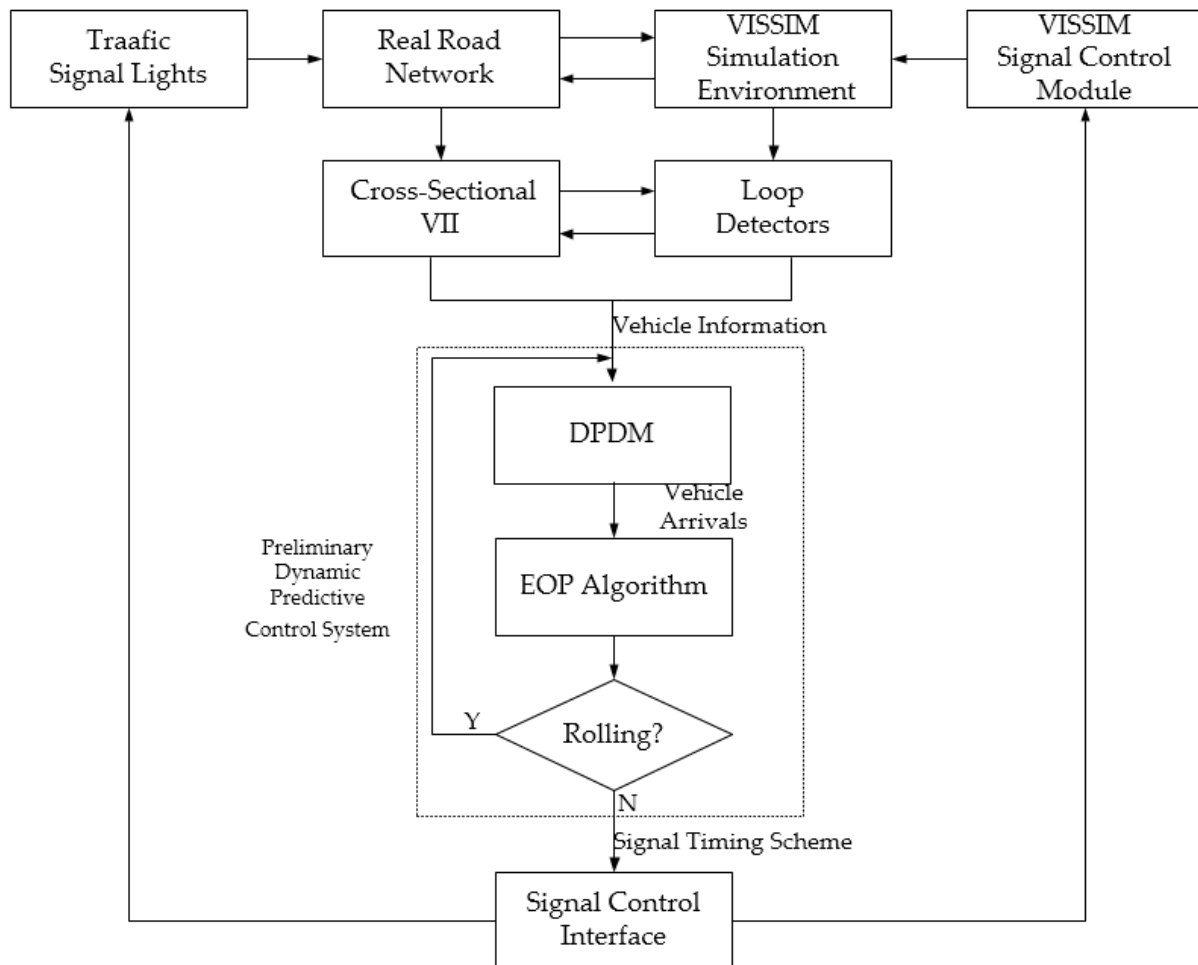 Traafic
Signal Lights
Real Road
Network
VISSIM
Simulation
Environment
VISSIM
Signal Control
Module
Cross-Sectional
VII
Loop
Detectors
Vehicle Information
DPDM
Vehicle
Arrivals
Preliminary
Dynamic
Predictive
Control System
EOP Algorithm
Y
Rolling?
N
Signal Timing Scheme
Signal Control
Interface